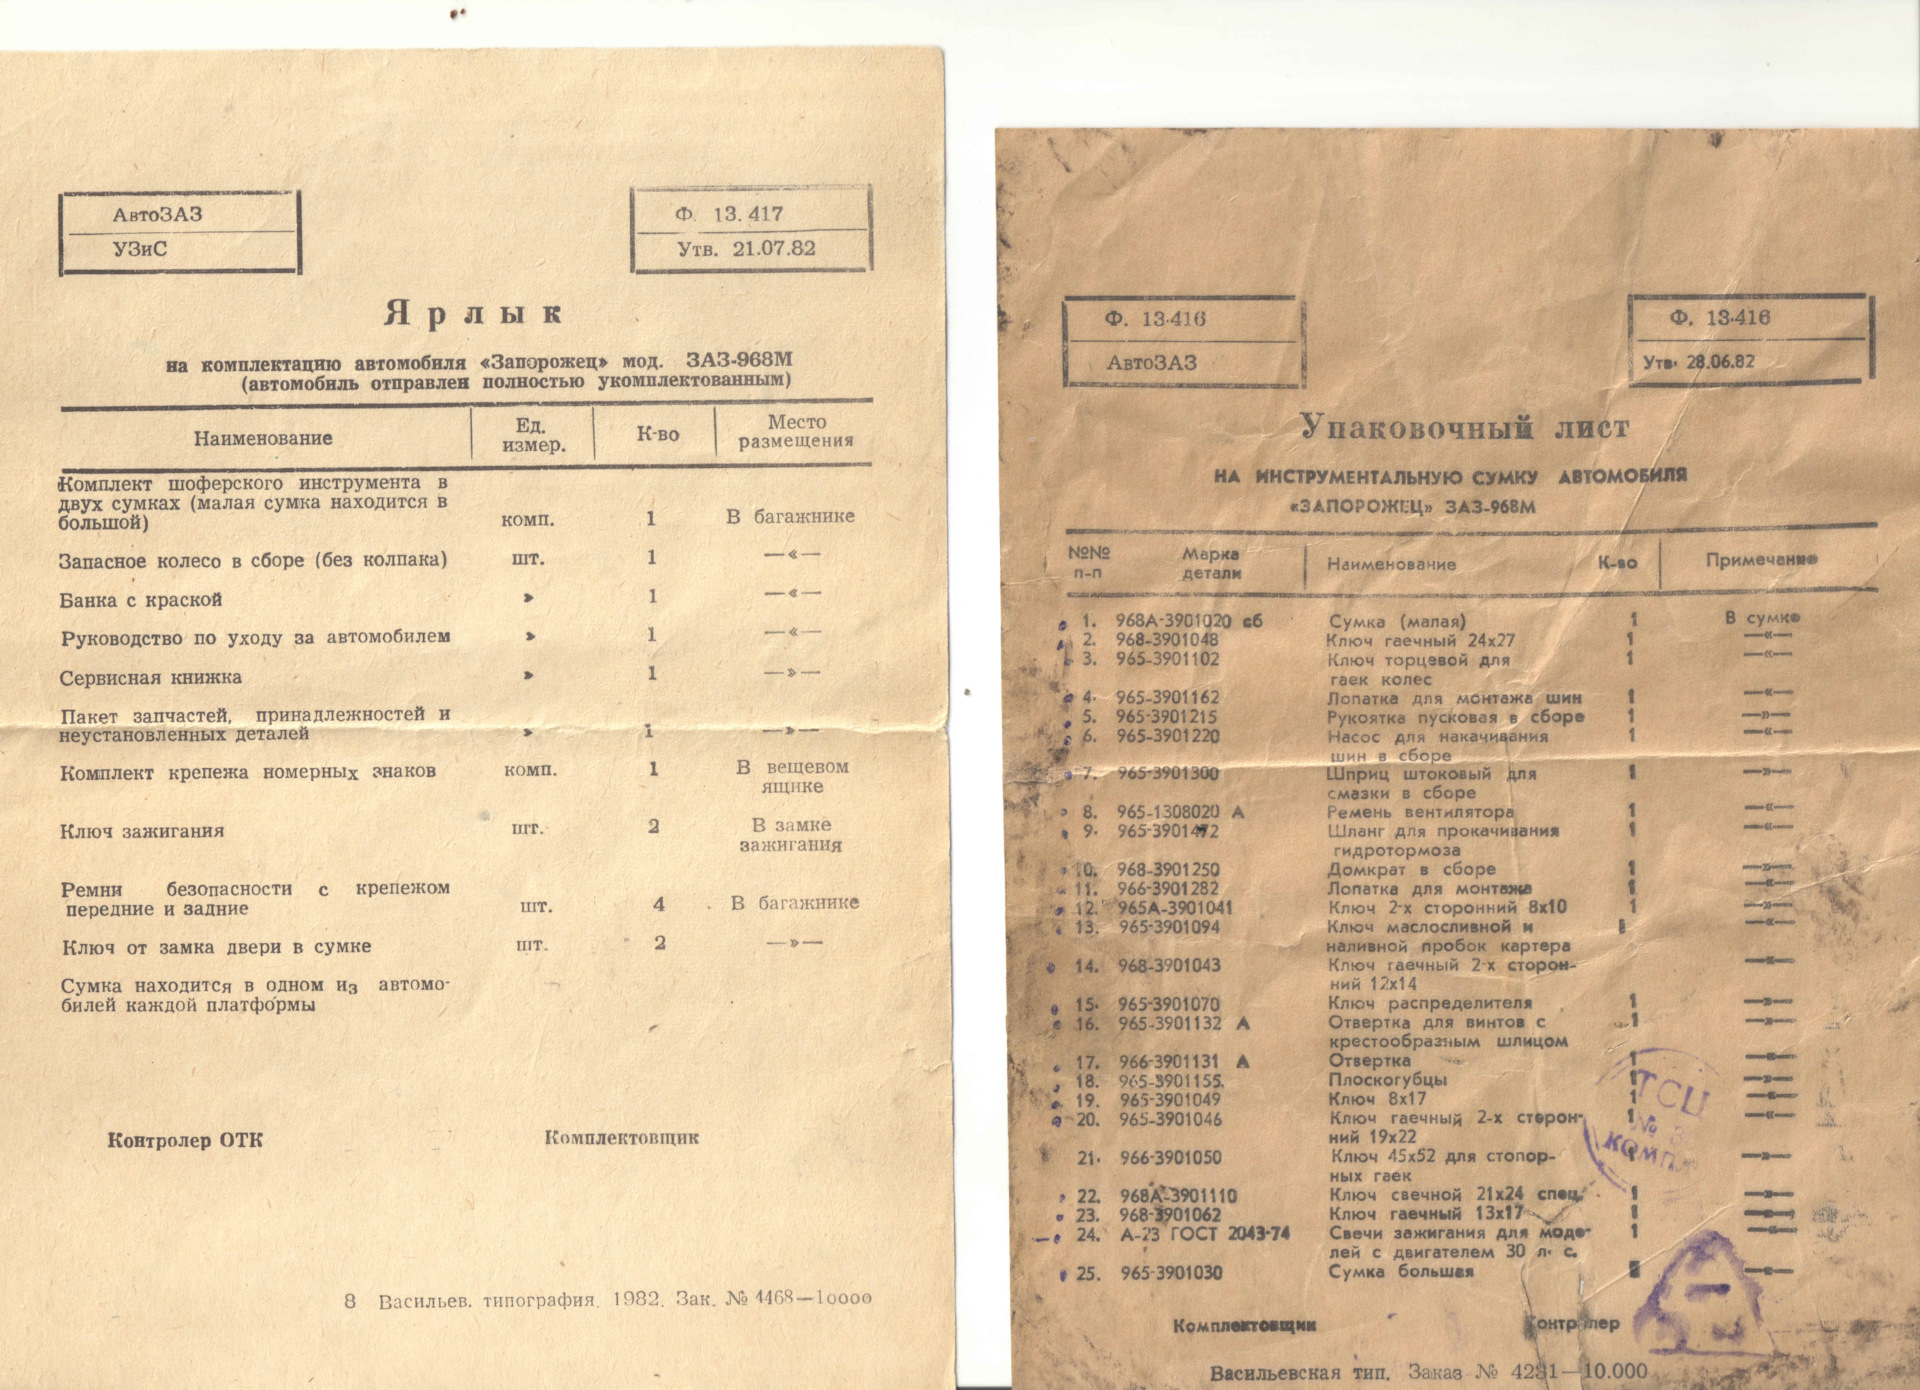 АвтоЗАЗ
УЗиС
Ф. 13.417
Утв. 21.07.82
Ярлык
на комплектацию автомобиля «Запорожец» мод. ЗАЗ-968М
(автомобиль отправлен полностью укомплектованным)
Наименование Ед. измер. К-во Место размещения
Комплект шоферского инструмента в
двух сумках (малая сумка находится в
большой) комп. 1 В багажнике
Запасное колесо в сборе (без колпака) шт. 1 —«—
Банка с краской » 1 —«—
Руководство по уходу за автомобилем » 1 —«—
Сервисная книжка » 1 —»—
Пакет запчастей, принадлежностей и
неустановленных деталей » 1 —»—
Комплект крепежа номерных знаков комп. 1 В вещевом
ящике
Ключ зажигания шт. 2 В замке
зажигания
Ремни безопасности с крепежом
передние и задние шт. 4 В багажнике
Ключ от замка двери в сумке шт. 2 —»—
Сумка находится в одном из автомо-
билей каждой платформы
Контролер ОТК Комплектовщик
8 Васильев. типография. 1982. Зак. № 4468—10000
Ф. 13.416
АвтоЗАЗ
Ф. 13.416
Утв. 28.06.82
Упаковочный лист
НА ИНСТРУМЕНТАЛЬНУЮ СУМКУ АВТОМОБИЛЯ
«ЗАПОРОЖЕЦ» ЗАЗ-968М
№№ п-п Марка детали Наименование К-во Примечание
1. 968А-3901020 сб Сумка (малая) 1 В сумке
2. 968-3901048 Ключ гаечный 24х27 1 —«—
3. 965-3901102 Ключ торцевой для 1 —«—
гаек колес
4. 965-3901162 Лопатка для монтажа шин 1 —«—
5. 965-3901215 Рукоятка пусковая в сборе 1 —»—
6. 965-3901220 Насос для накачивания 1 —«—
шин в сборе
7. 965-3901300 Шприц штоковый для 1 —»—
смазки в сборе
8. 965-1308020 А Ремень вентилятора 1 —«—
9. 965-3901472 Шланг для прокачивания 1 —«—
гидротормоза
10. 968-3901250 Домкрат в сборе 1 —»—
11. 966-3901282 Лопатка для монтажа 1 —«—
12. 965А-3901041 Ключ 2-х сторонний 8х10 1 —»—
13. 965-3901094 Ключ маслосливной и 1 —«—
наливной пробок картера
14. 968-3901043 Ключ гаечный 2-х сторон- —«—
ний 12х14
15. 965-3901070 Ключ распределителя 1 —»—
16. 965-3901132 А Отвертка для винтов с 1 —»—
крестообразным шлицом
17. 966-3901131 А Отвертка 1 —«—
18. 965-3901155. Плоскогубцы 1 —»—
19. 965-3901049 Ключ 8х17 1 —«—
20. 965-3901046 Ключ гаечный 2-х сторон- 1 —«—
ний 19х22
21. 966-3901050 Ключ 45х52 для стопор- 1 —»—
ных гаек
22. 968А-3901110 Ключ свечной 21х24 спец. 1 —»—
23. 968-3901062 Ключ гаечный 13х17 1 —»—
24. А-23 ГОСТ 2043-74 Свечи зажигания для моде- 1 —«—
лей с двигателем 30 л. с.
25. 965-3901030 Сумка большая —«—
ТСЦ
№
КОМПЛ
Комплектовщик Контролер
Васильевская тип. Заказ № 4231—10.000